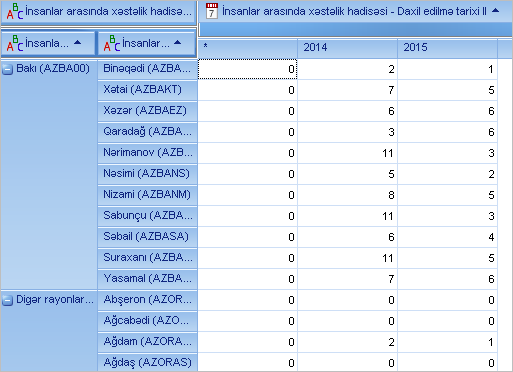 İnsanlar arasında xəstəlik hadisə...
İnsanlar arasında xəstəlik hadisəsi - Daxil edilmə tarixi İl
İnsanla... İnsanlar...
* 2014 2015
Bakı (AZBA00) Binəqədi (AZBA... 0 2 1
Xətai (AZBAKT) 0 7 5
Xəzər (AZBAEZ) 0 6 6
Qaradağ (AZBA... 0 3 6
Nərimanov (AZB... 0 11 3
Nəsimi (AZBANS) 0 5 2
Nizami (AZBANM) 0 8 5
Sabunçu (AZBA... 0 11 3
Səbail (AZBASA) 0 6 4
Suraxanı (AZBA... 0 11 5
Yasamal (AZBA... 0 7 6
Digər rayonlar... Abşeron (AZOR... 0 0 0
Ağcabədi (AZO... 0 0 0
Ağdam (AZORA... 0 2 1
Ağdaş (AZORAS) 0 0 0